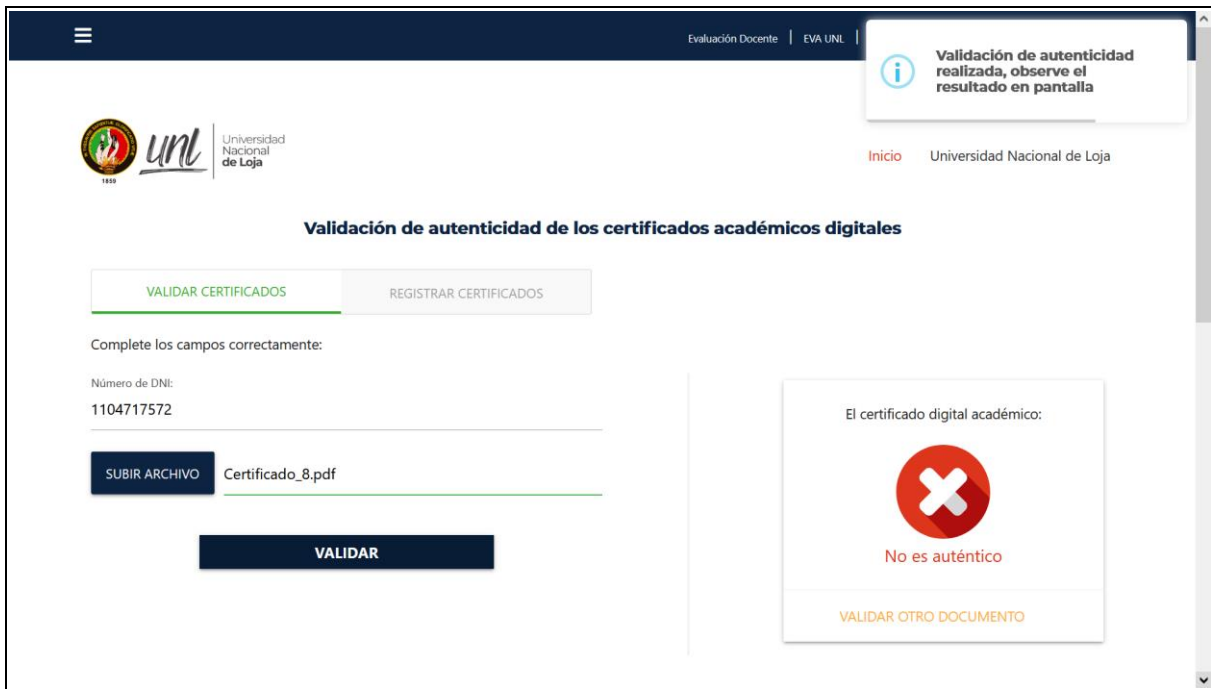 Evaluación Docente | EVA UNL |
Validación de autenticidad
realizada, observe el
resultado en pantalla
1859
unl
Universidad
Nacional
de Loja
Inicio Universidad Nacional de Loja
Validación de autenticidad de los certificados académicos digitales
VALIDAR CERTIFICADOS REGISTRAR CERTIFICADOS
Complete los campos correctamente:
Número de DNI:
1104717572
SUBIR ARCHIVO Certificado_8.pdf
VALIDAR
El certificado digital académico:
No es auténtico
VALIDAR OTRO DOCUMENTO